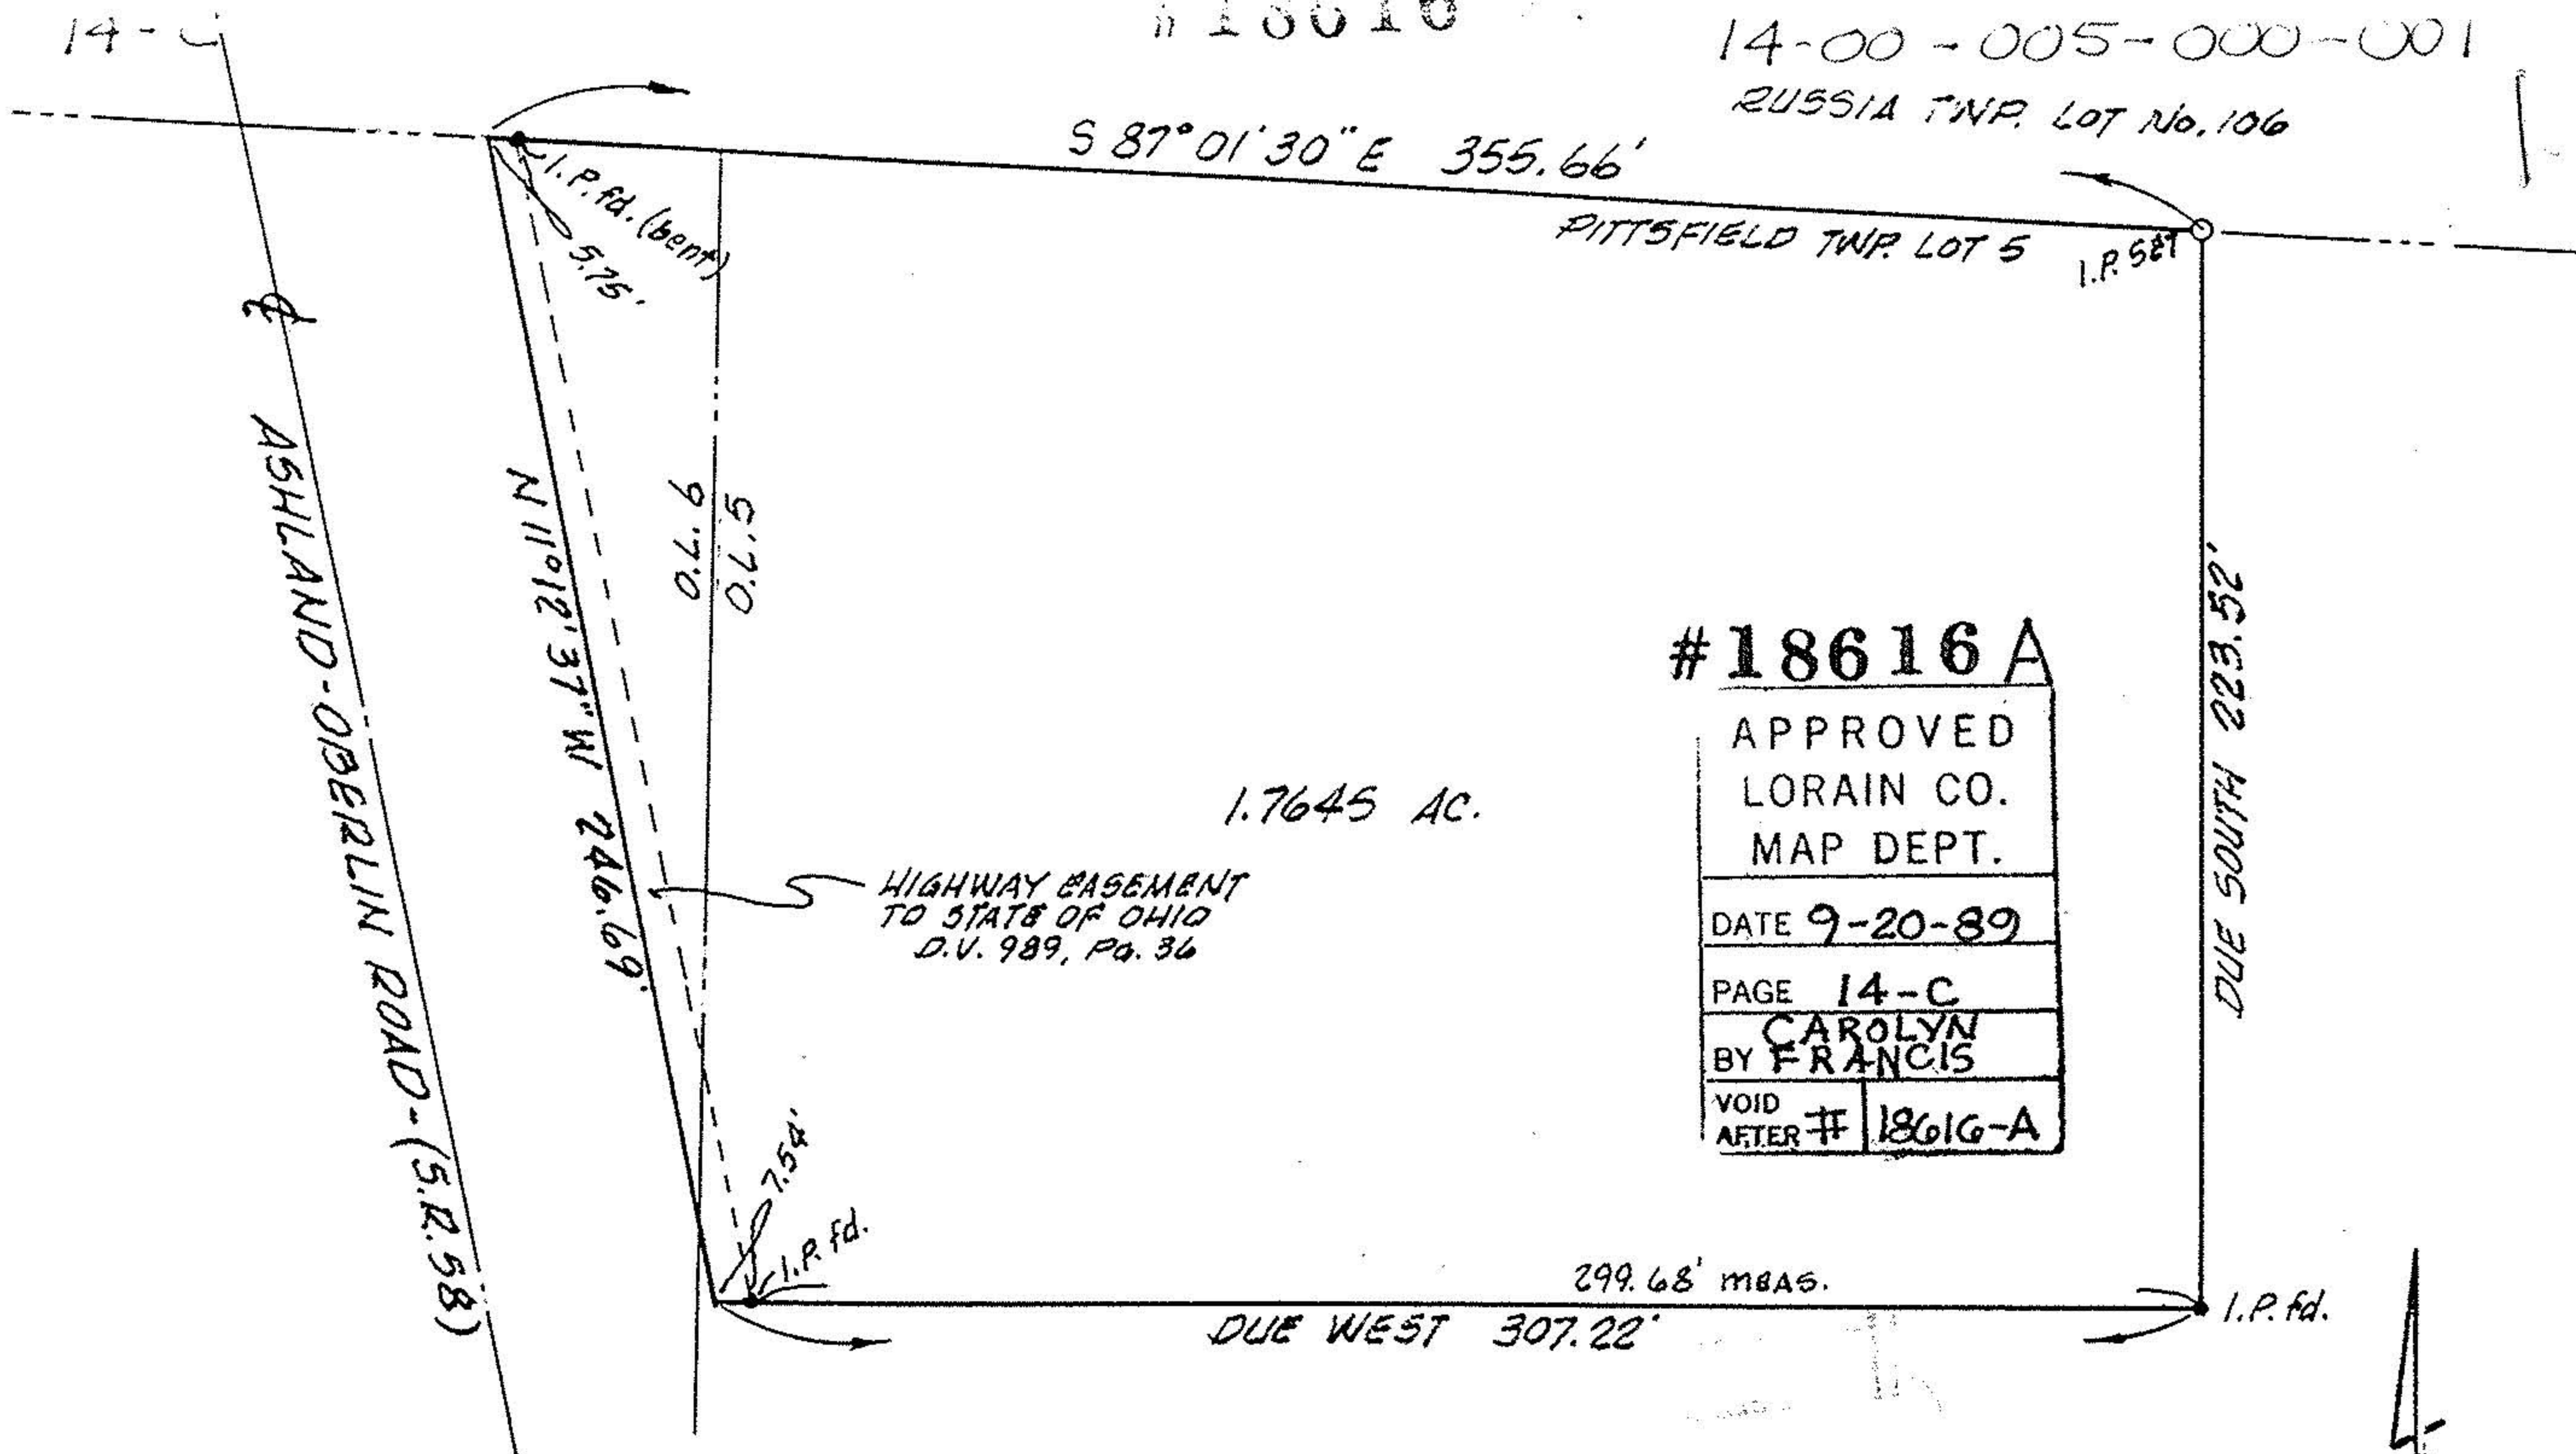 #18616
14-00-005-000-001
RUSSIA TWP. LOT No. 106
S 87° 01' 30" E 355.66'
PITTSFIELD TWP. LOT 5
I.P. SET
I.P. fd. (bent)
5.75'
℄ ASHLAND-OBERLIN ROAD-(S.R. 58)
N 11° 12' 37" W 246.69'
O.L. 6
O.L. 5
1.7645 AC.
HIGHWAY EASEMENT
TO STATE OF OHIO
D.V. 989, PG. 36
#18616 A
APPROVED
LORAIN CO.
MAP DEPT.
DATE 9-20-89
PAGE 14-C
BY CAROLYN
FRANCIS
VOID
AFTER # 18616-A
DUE SOUTH 223.52'
7.54'
I.P. fd.
299.68' MEAS.
DUE WEST 307.22'
I.P. fd.